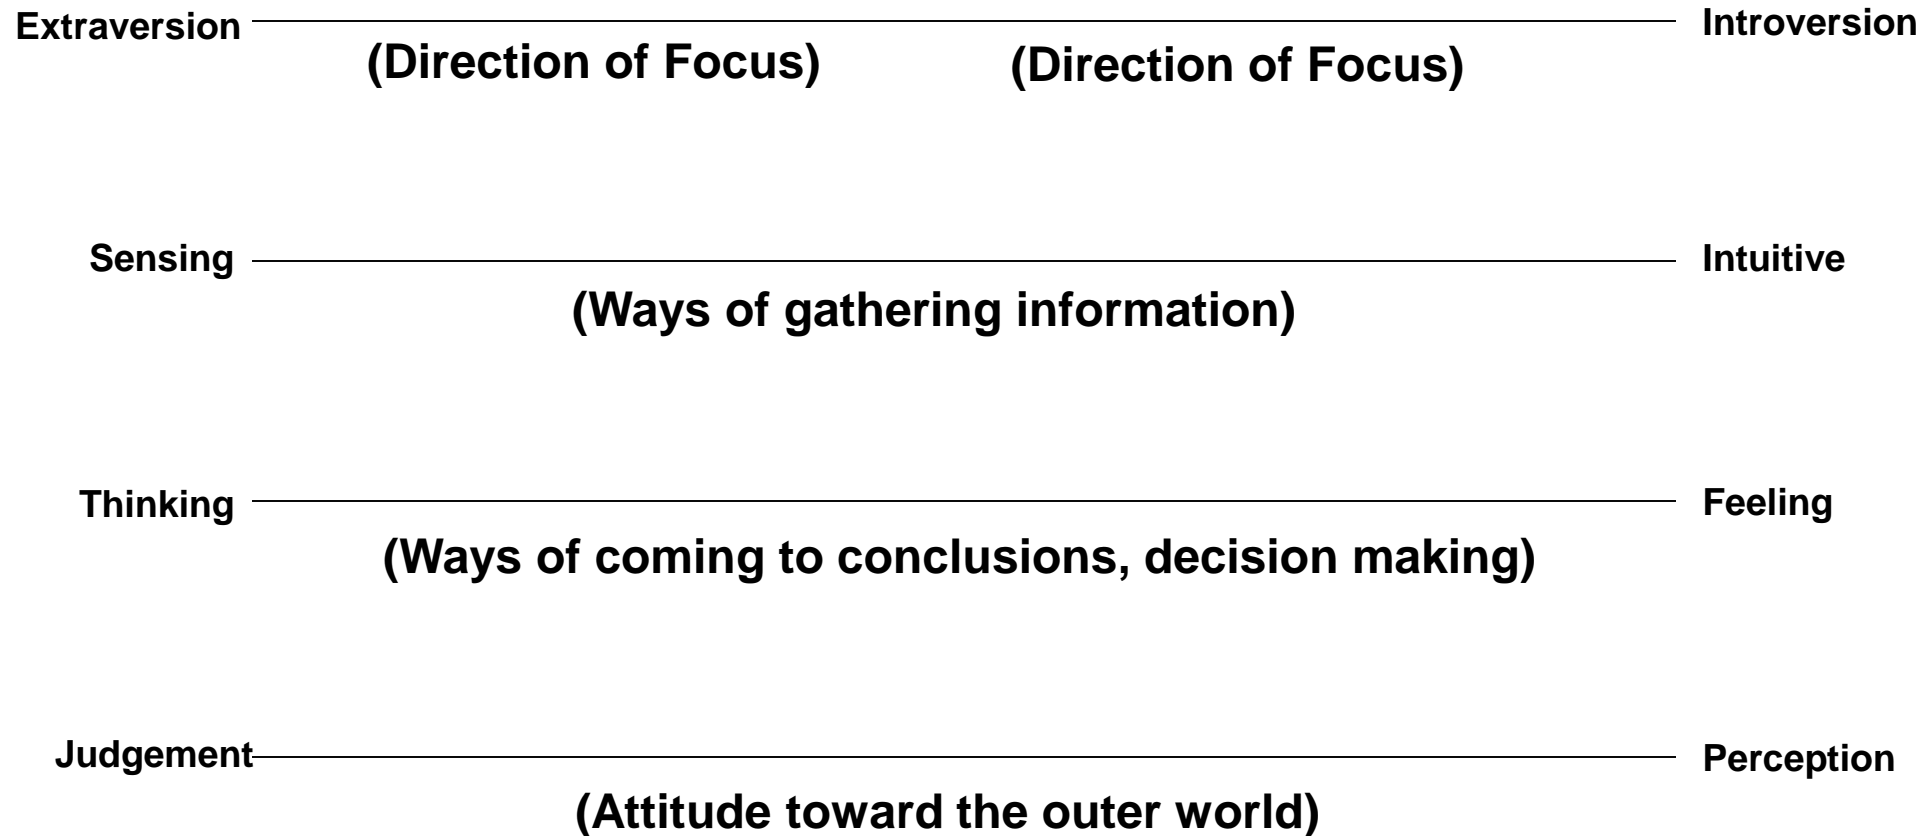 Extraversion Introversion
(Direction of Focus) (Direction of Focus)
Sensing Intuitive
(Ways of gathering information)
Thinking Feeling
(Ways of coming to conclusions, decision making)
Judgement Perception
(Attitude toward the outer world)